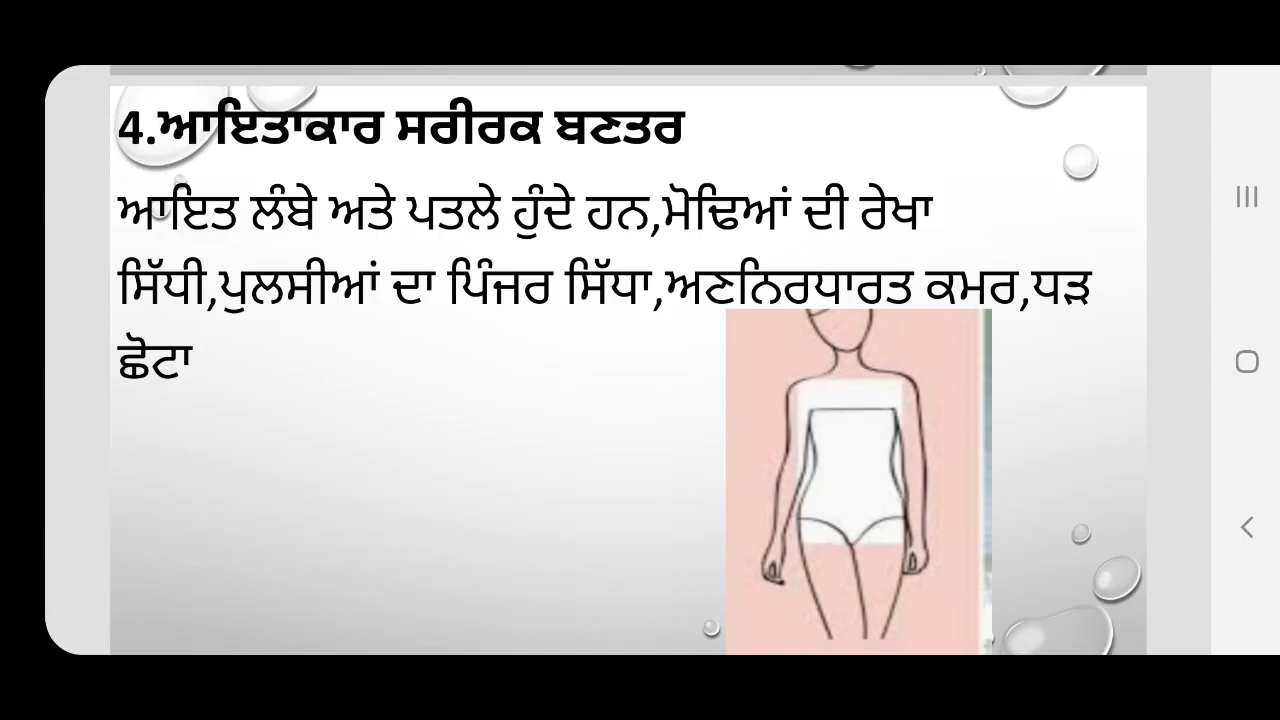 4.ਆਇਤਾਕਾਰ ਸਰੀਰਕ ਬਣਤਰ
ਆਇਤ ਲੰਬੇ ਅਤੇ ਪਤਲੇ ਹੁੰਦੇ ਹਨ,ਮੋਢਿਆਂ ਦੀ ਰੇਖਾ
ਸਿੱਧੀ,ਪੁਲਸੀਆਂ ਦਾ ਪਿੰਜਰ ਸਿੱਧਾ,ਅਣਨਿਰਧਾਰਤ ਕਮਰ,ਧੜ
ਛੋਟਾ